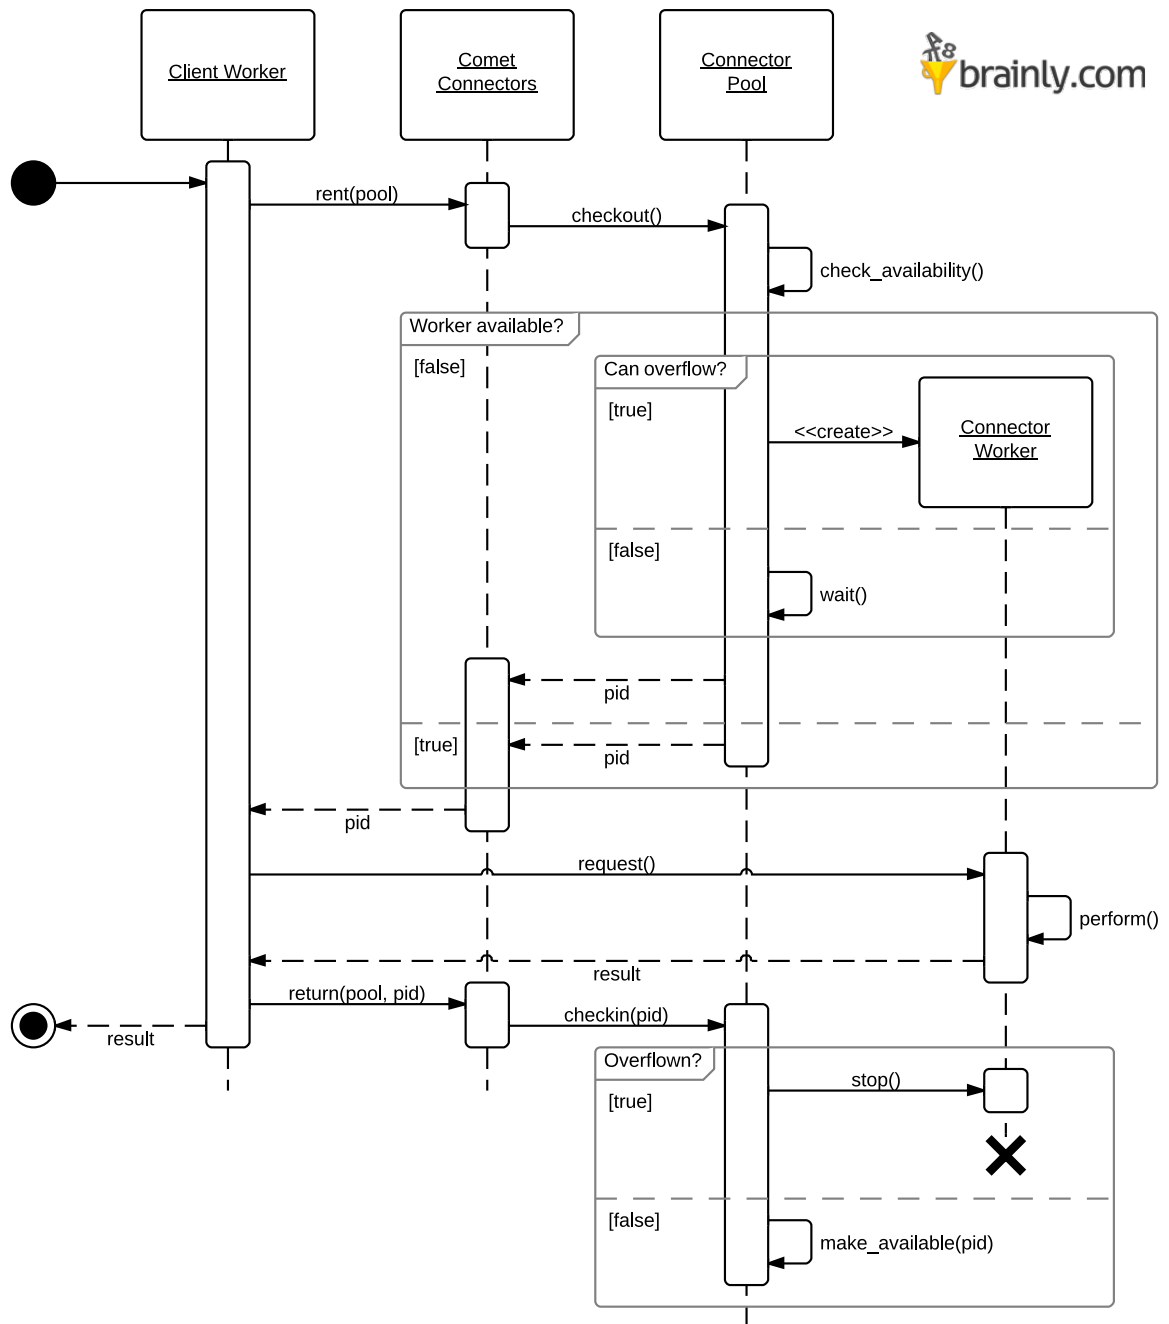 Client Worker
Comet
Connectors
Connector
Pool
brainly.com
rent(pool)
checkout()
check_availability()
Worker available?
[false]
Can overflow?
[true]
<<create>>
Connector
Worker
[false]
wait()
pid
[true]
pid
pid
request()
perform()
result
return(pool, pid)
checkin(pid)
result
Overflown?
stop()
[true]
[false]
make_available(pid)